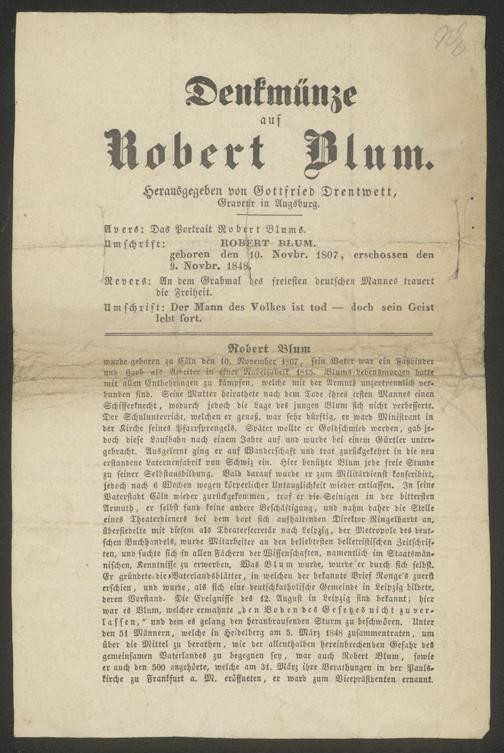 Denkmünze
auf
Robert Blum.
Herausgegeben von Gottfried Drentwett,
Graveur in Augsburg.
Avers: Das Portrait Robert Blums.
Umschrift: ROBERT BLUM.
geboren den 10. Novbr. 1807, erschossen den
9. Novbr. 1848.
Revers: An dem Grabmal des freiesten deutschen Mannes trauert
die Freiheit.
Umschrift: Der Mann des Volkes ist tod — doch sein Geist
lebt fort.
Robert Blum
wurde geboren zu Cöln den 10. November 1807, sein Vater war ein Faßbinder
und starb als Arbeiter in einer Nadelfabrik 1815. Blums Lebensmorgen hatte
mit allen Entbehrungen zu kämpfen, welche mit der Armuth unzertrennlich ver-
bunden sind. Seine Mutter heirathete nach dem Tode ihres ersten Mannes einen
Schifferknecht, wodurch jedoch die Lage des jungen Blum sich nicht verbesserte.
Der Schulunterricht, welchen er genoß, war sehr dürftig, er ward Ministrant in
der Kirche seines Pfarrsprengels. Später wollte er Goldschmied werden, gab je-
doch diese Laufbahn nach einem Jahre auf und wurde bei einem Gürtler unter-
gebracht. Ausgelernt ging er auf Wanderschaft und trat zurückgekehrt in die neu
erstandene Laternenfabrik von Schwiz ein. Hier benützte Blum jede freie Stunde
zu seiner Selbstausbildung. Bald darauf wurde er zum Militärdienst konscribirt,
jedoch nach 6 Wochen wegen körperlicher Untauglichkeit wieder entlassen. In seine
Vaterstadt Cöln wieder zurückgekommen, traf er die Seinigen in der bittersten
Armuth, er selbst fand keine andere Beschäftigung, und nahm daher die Stelle
eines Theaterdieners bei dem dort sich aufhaltenden Direktor Ringelhardt an,
übersiedelte mit diesem als Theatersecretär nach Leipzig, der Metropole des deut-
schen Buchhandels, wurde Mitarbeiter an den beliebtesten belletristischen Zeitschrif-
ten, und suchte sich in allen Fächern der Wissenschaften, namentlich im Staatsmän-
nischen, Kenntnisse zu erwerben. Was Blum wurde, wurde er durch sich selbst.
Er gründete die Vaterlandsblätter, in welchen der bekannte Brief Ronge's zuerst
erschien, und wurde, als sich eine deutschkatholische Gemeinde in Leipzig bildete,
deren Vorstand. Die Ereignisse des 12. August in Leipzig sind bekannt; hier
war es Blum, welcher ermahnte „den Boden des Gesetzes nicht zu ver-
lassen," und dem es gelang den heranbrausenden Sturm zu beschwören. Unter
den 51 Männern, welche in Heidelberg am 5. März 1848 zusammentraten, um
über die Mittel zu berathen, wie der allenthalben hereinbrechenden Gefahr des
gemeinsamen Vaterlandes zu begegnen sey, war auch Robert Blum, sowie
er auch den 500 angehörte, welche am 31. März ihre Berathungen in der Pauls-
kirche zu Frankfurt a. M. eröffneten, er ward zum Vicepräsidenten ernannt.